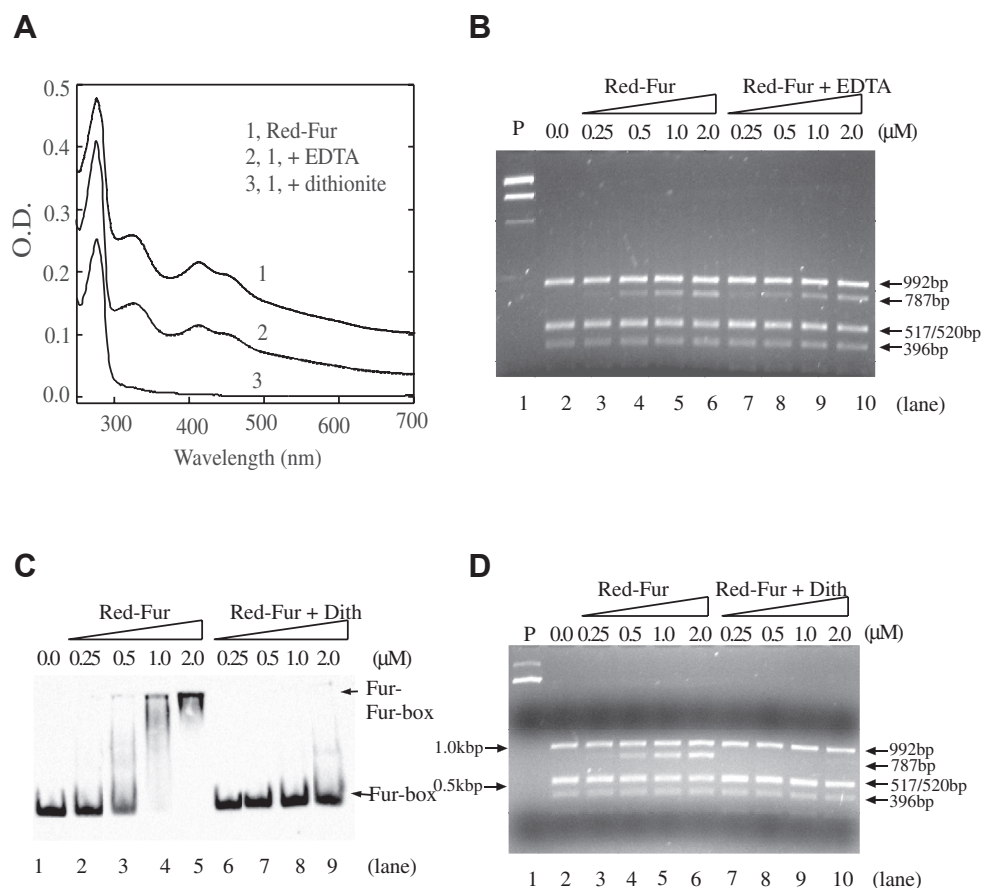 A
0.5
0.4
0.3
0.2
0.1
0.0
O.D.
1, Red-Fur
2, 1, + EDTA
3, 1, + dithionite
1
2
3
300 400 500 600 700
Wavelength (nm)
B
Red-Fur Red-Fur + EDTA
P 0.0 0.25 0.5 1.0 2.0 0.25 0.5 1.0 2.0 (μM)
992bp
787bp
517/520bp
396bp
1 2 3 4 5 6 7 8 9 10 (lane)
C
Red-Fur Red-Fur + Dith
0.0 0.25 0.5 1.0 2.0 0.25 0.5 1.0 2.0 (μM)
Fur-
Fur-box
Fur-box
1 2 3 4 5 6 7 8 9 (lane)
D
Red-Fur Red-Fur + Dith
P 0.0 0.25 0.5 1.0 2.0 0.25 0.5 1.0 2.0 (μM)
1.0kbp 992bp
787bp
0.5kbp 517/520bp
396bp
1 2 3 4 5 6 7 8 9 10 (lane)